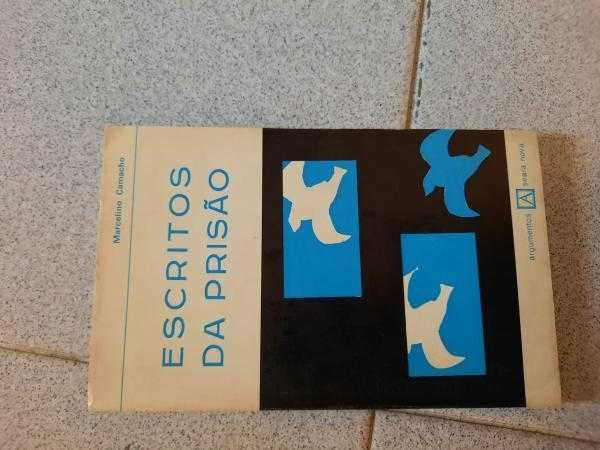 Marcelino Camacho
ESCRITOS
DA PRISÃO
argumentos A seara nova